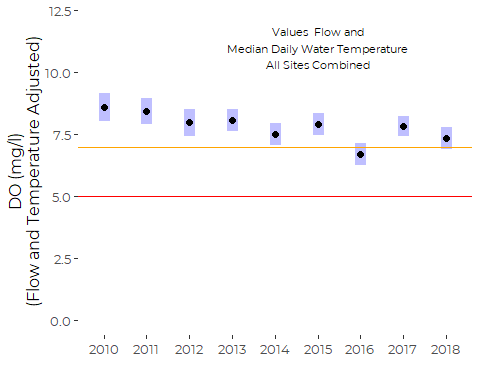 12.5
10.0
7.5
5.0
2.5
0.0
DO (mg/l)
(Flow and Temperature Adjusted)
Values  Flow and
Median Daily Water Temperature
All Sites Combined
2010 2011 2012 2013 2014 2015 2016 2017 2018